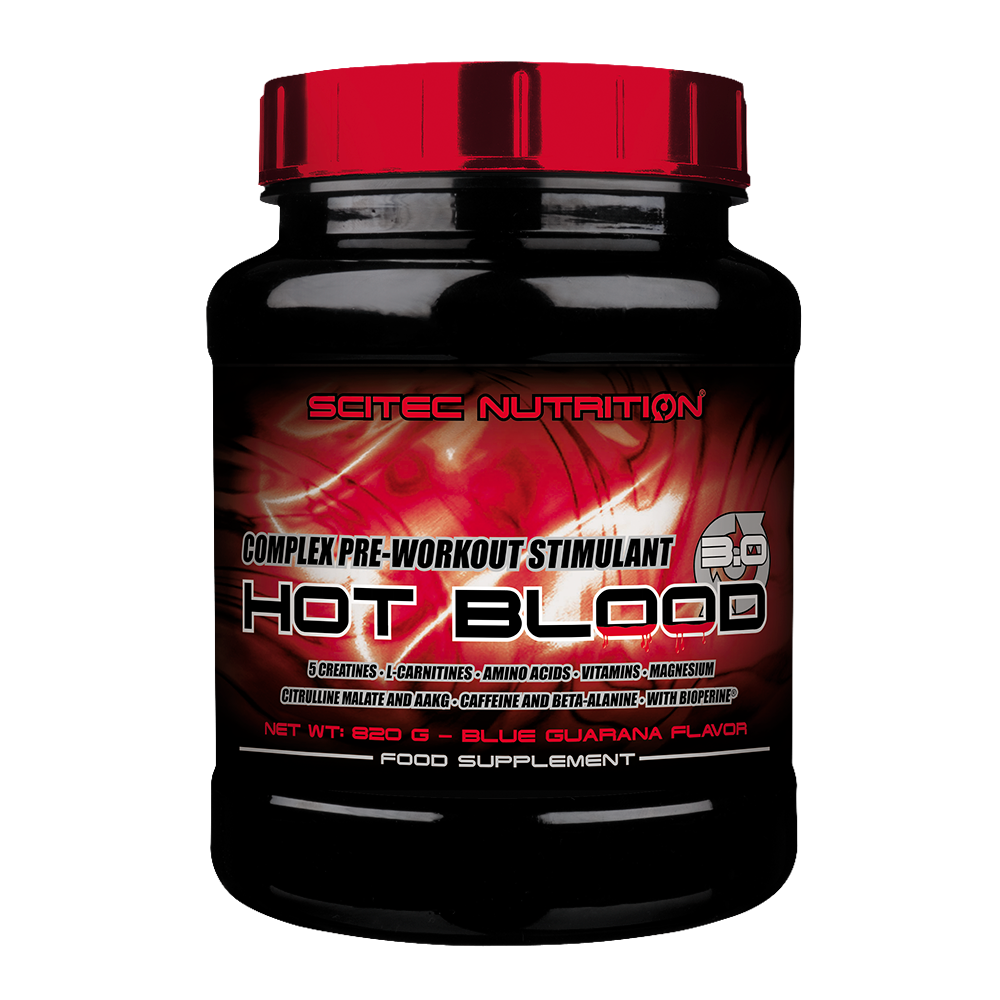 SCITEC NUTRITION®
COMPLEX PRE-WORKOUT STIMULANT
3.0
HOT BLOOD
5 CREATINES • L-CARNITINES • AMINO ACIDS • VITAMINS • MAGNESIUM
CITRULLINE MALATE AND AAKG • CAFFEINE AND BETA-ALANINE • WITH BIOPERINE®
NET WT: 820 G – BLUE GUARANA FLAVOR
FOOD SUPPLEMENT